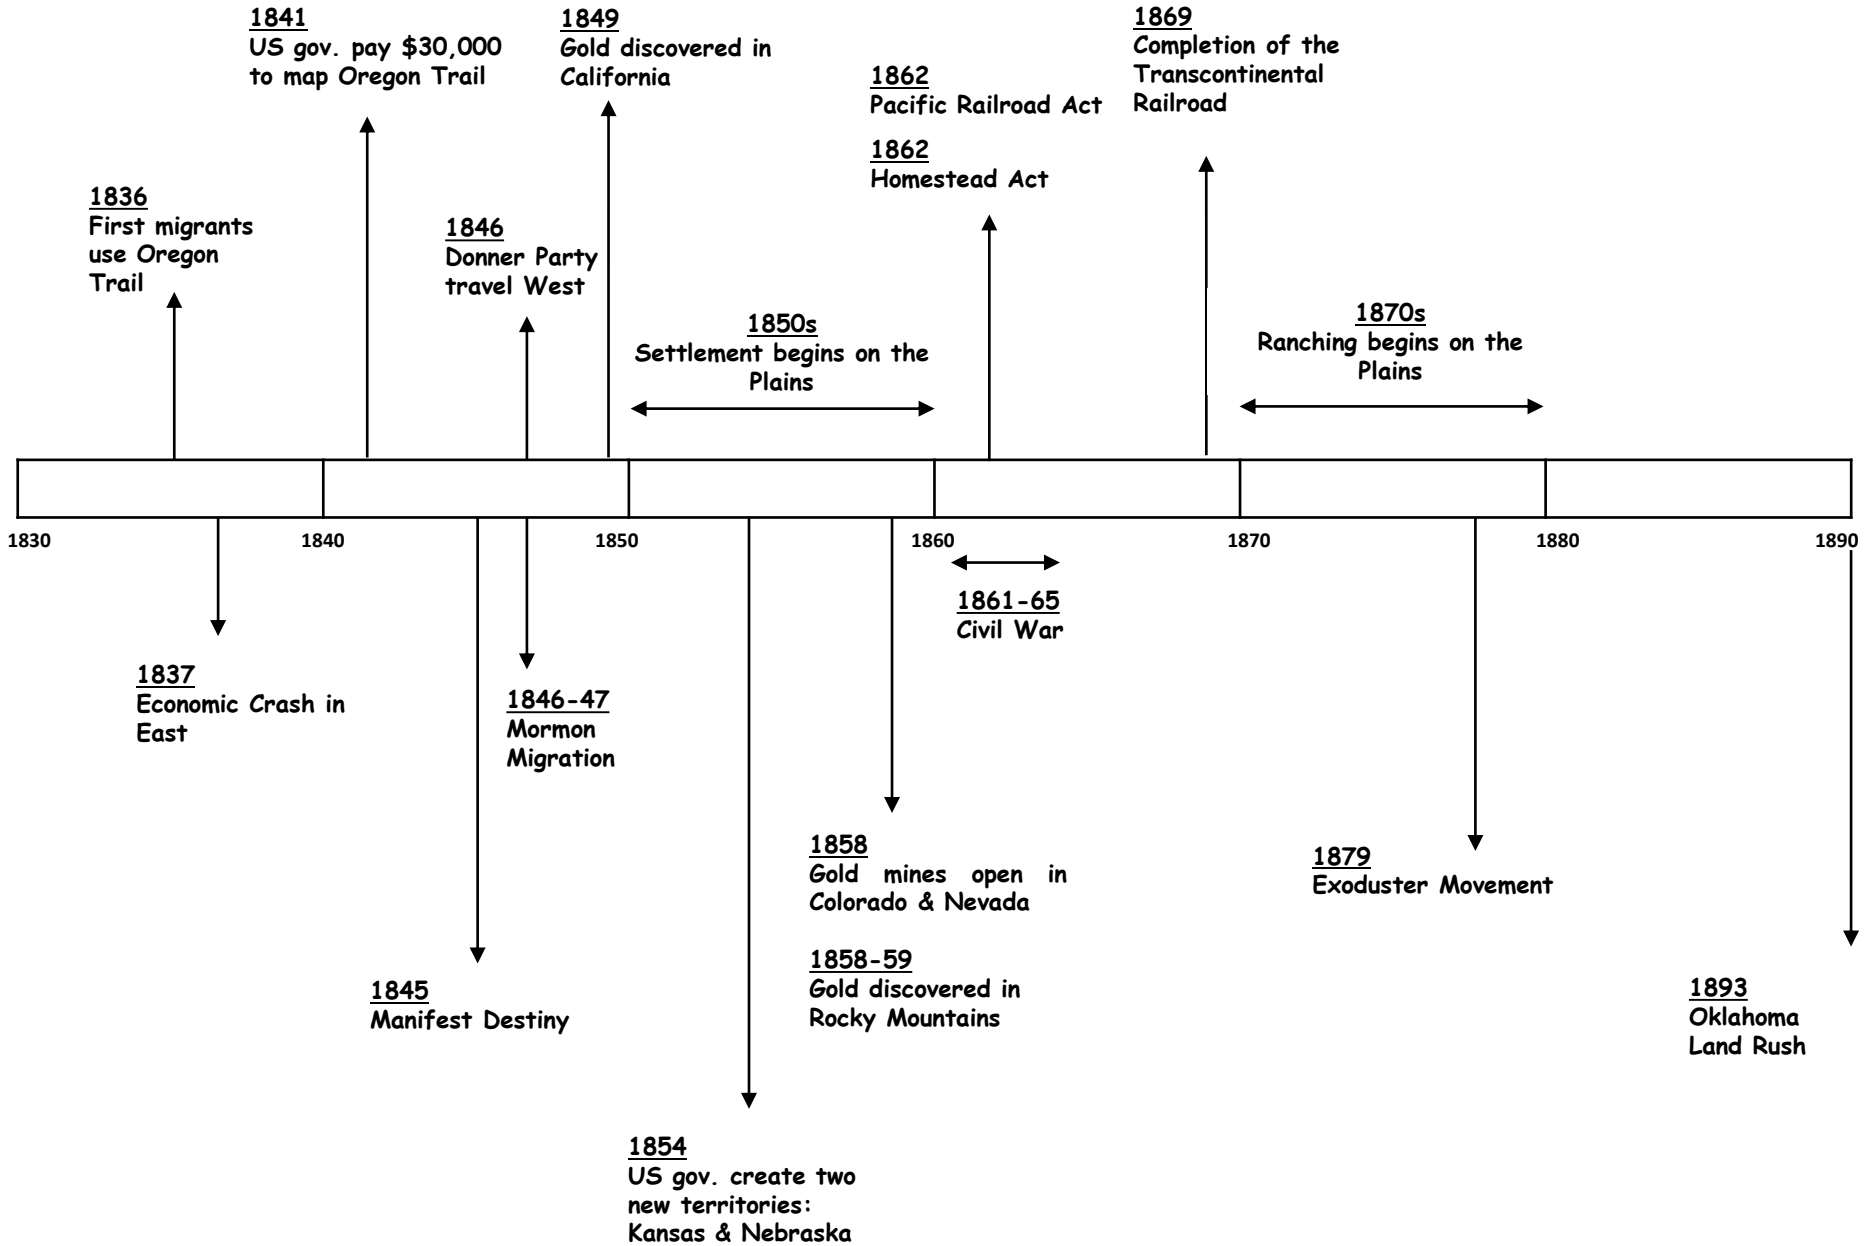 1841
US gov. pay $30,000
to map Oregon Trail
1849
Gold discovered in
California
1862
Pacific Railroad Act
1862
Homestead Act
1869
Completion of the
Transcontinental
Railroad
1836
First migrants
use Oregon
Trail
1846
Donner Party
travel West
1850s
Settlement begins on the
Plains
1870s
Ranching begins on the
Plains
1830 1840 1850 1860 1870 1880 1890
1861-65
Civil War
1837
Economic Crash in
East
1846-47
Mormon
Migration
1858
Gold mines open in
Colorado & Nevada
1858-59
Gold discovered in
Rocky Mountains
1879
Exoduster Movement
1845
Manifest Destiny
1893
Oklahoma
Land Rush
1854
US gov. create two
new territories:
Kansas & Nebraska